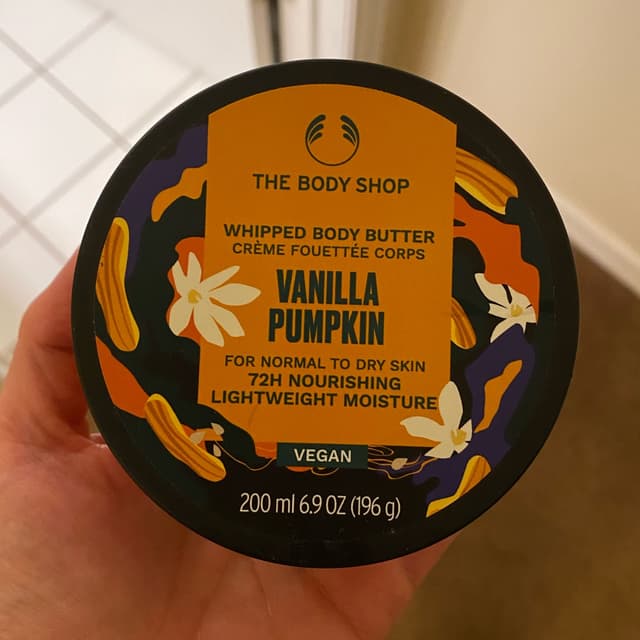 THE BODY SHOP
WHIPPED BODY BUTTER
CRÈME FOUETTÉE CORPS
VANILLA
PUMPKIN
FOR NORMAL TO DRY SKIN
72H NOURISHING
LIGHTWEIGHT MOISTURE
VEGAN
200 ml 6.9 OZ (196 g)